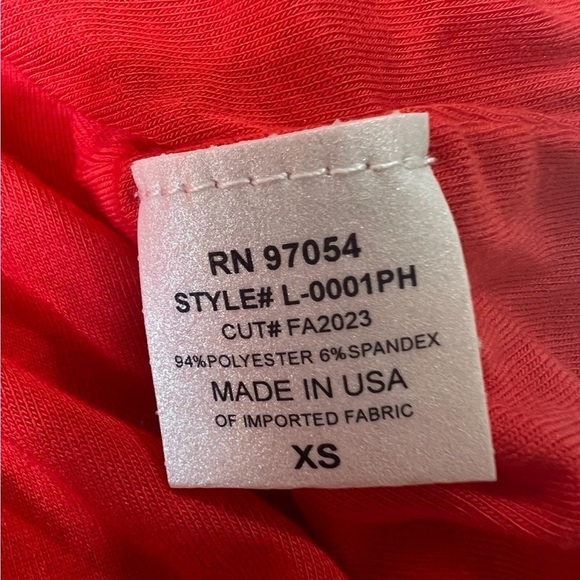 RN 97054
STYLE# L-0001PH
CUT# FA2023
94%POLYESTER 6%SPANDEX
MADE IN USA
OF IMPORTED FABRIC
XS